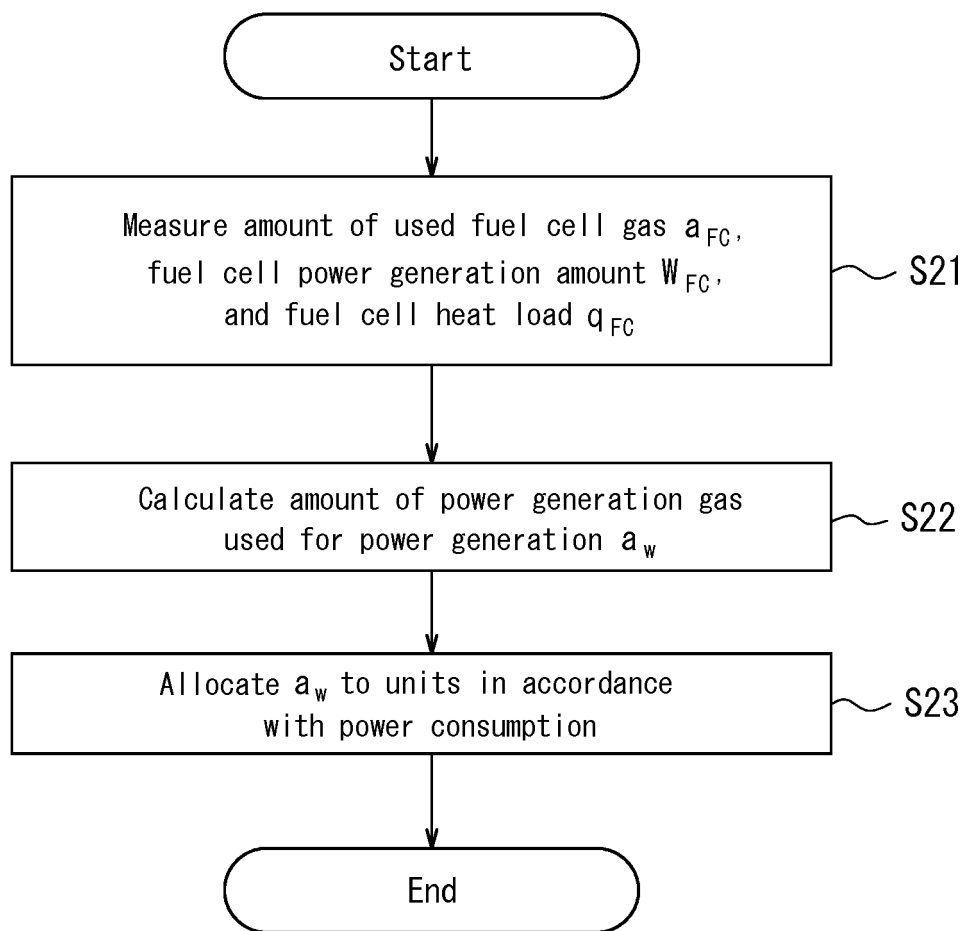 Start
Measure amount of used fuel cell gas a_FC,
fuel cell power generation amount W_FC,
and fuel cell heat load q_FC
S21
Calculate amount of power generation gas
used for power generation a_w
S22
Allocate a_w to units in accordance
with power consumption
S23
End